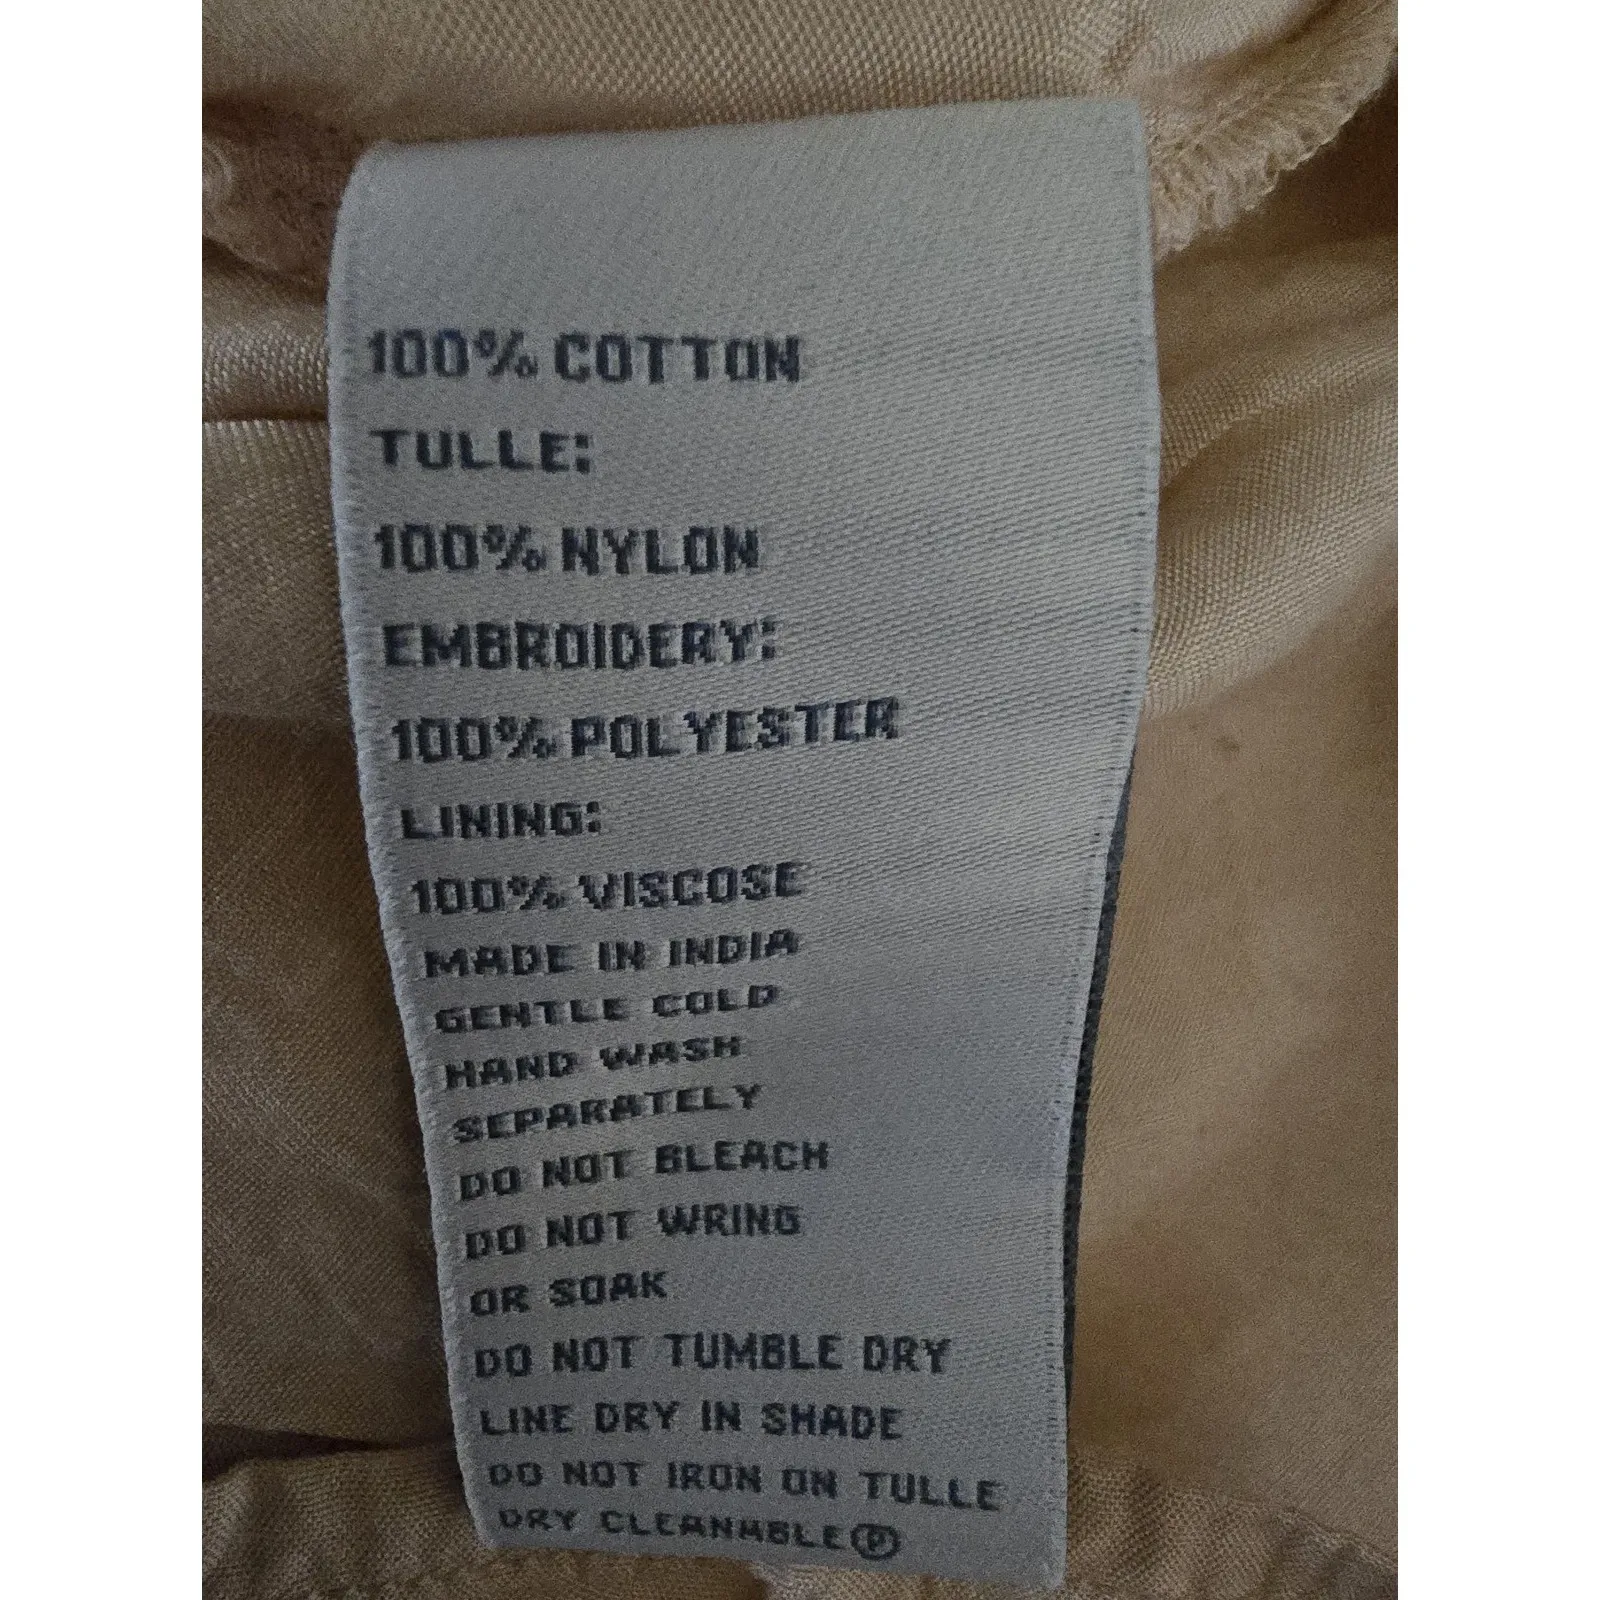 100% COTTON
TULLE:
100% NYLON
EMBROIDERY:
100% POLYESTER
LINING:
100% VISCOSE
MADE IN INDIA
GENTLE COLD
HAND WASH
SEPARATELY
DO NOT BLEACH
DO NOT WRING
OR SOAK
DO NOT TUMBLE DRY
LINE DRY IN SHADE
DO NOT IRON ON TULLE
DRY CLEANABLE Ⓟ